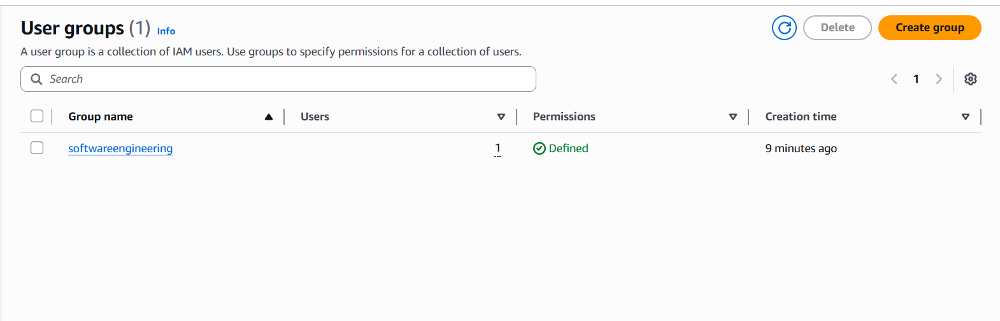 User groups (1) Info
Delete
Create group
A user group is a collection of IAM users. Use groups to specify permissions for a collection of users.
Search
1
Group name Users Permissions Creation time
softwareengineering 1 Defined 9 minutes ago